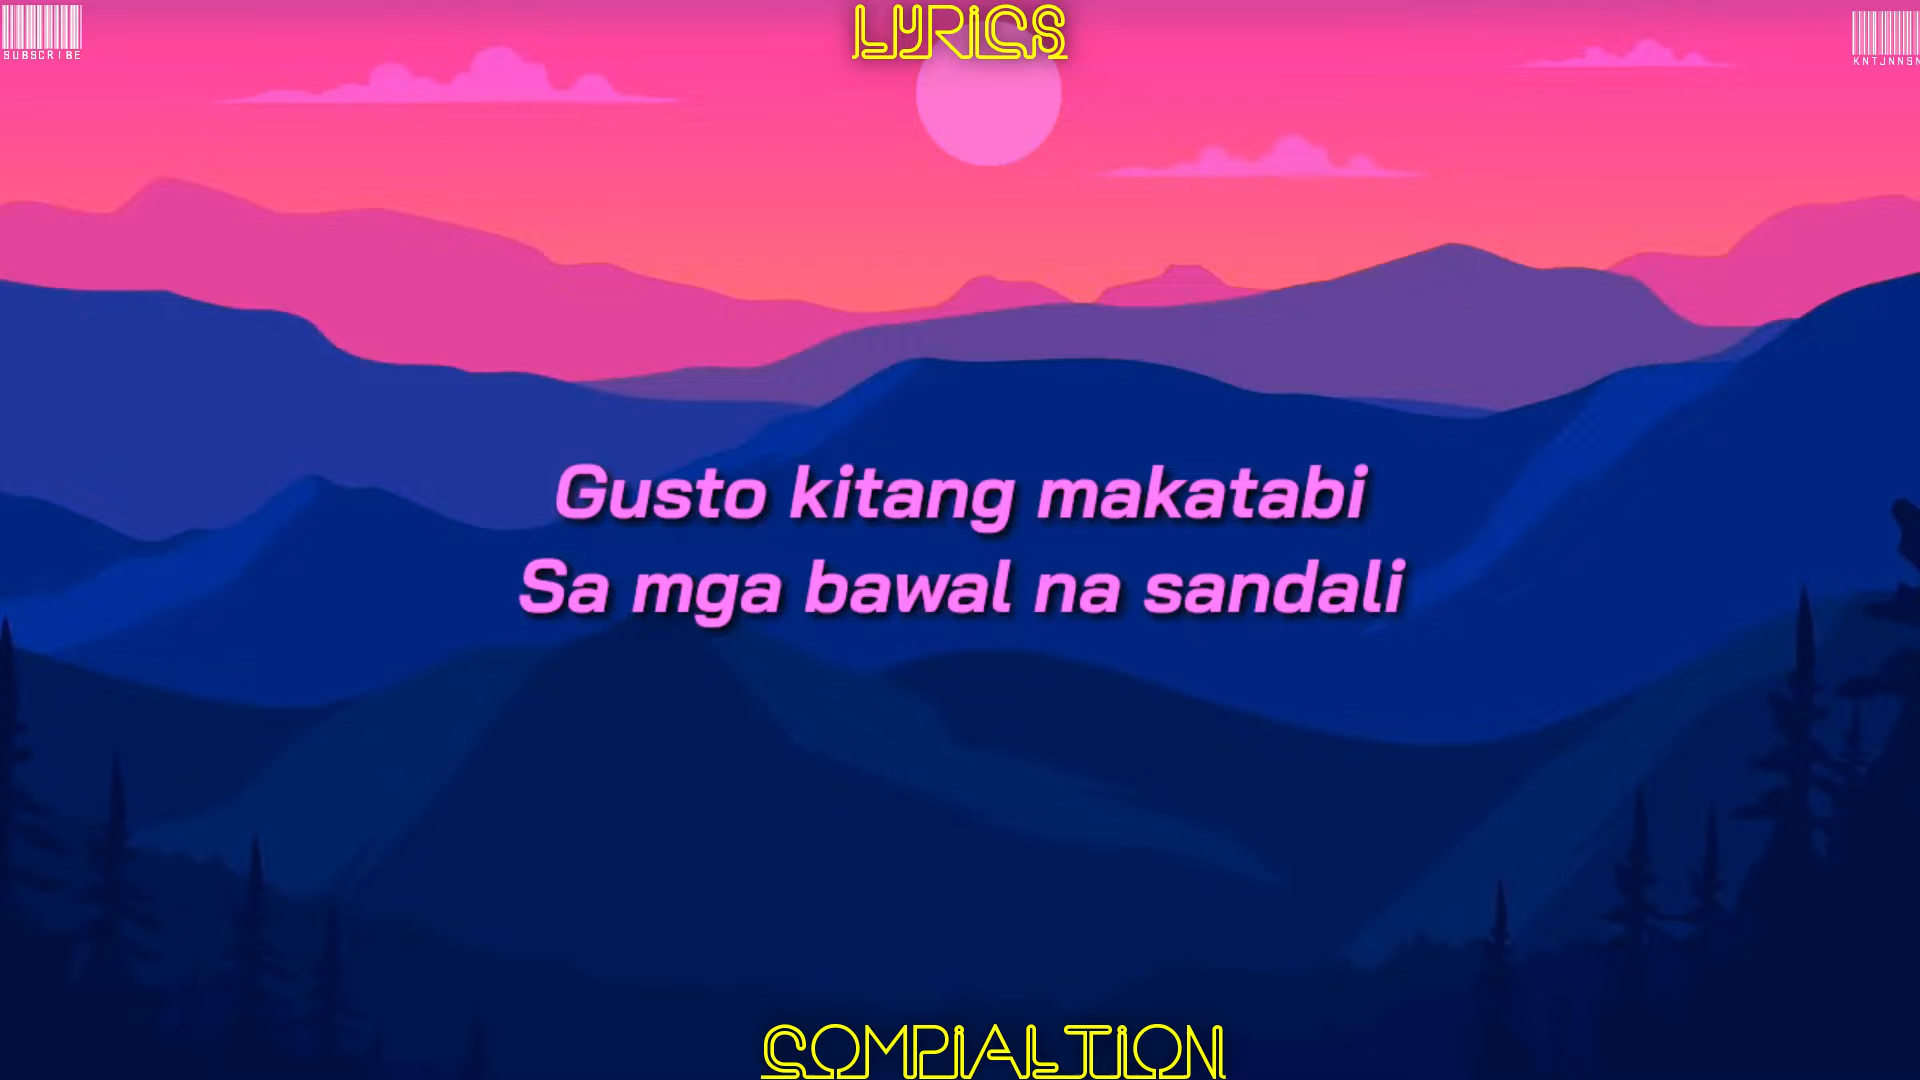 LYRICS
SUBSCRIBE
KNTJNNSN
Gusto kitang makatabi
Sa mga bawal na sandali
COMPIALTION